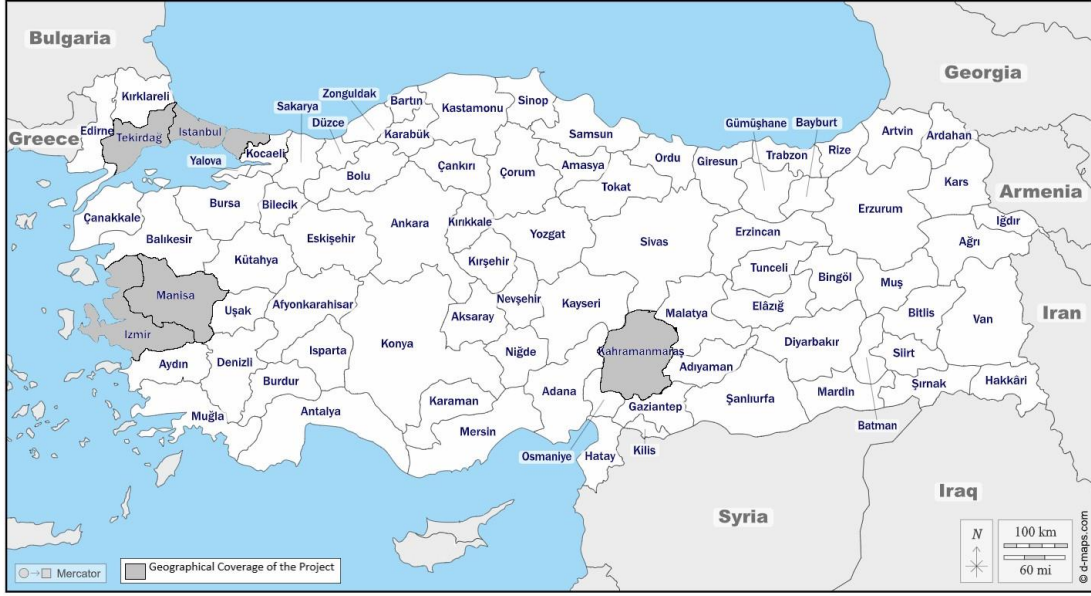 Bulgaria
Georgia
Greece
Armenia
Iran
Iraq
Syria
Kırklareli
Edirne
Tekirdag
Istanbul
Yalova
Kocaeli
Sakarya
Düzce
Zonguldak
Bartın
Karabük
Kastamonu
Sinop
Samsun
Bolu
Çankırı
Çorum
Amasya
Tokat
Ordu
Giresun
Gümüşhane
Bayburt
Trabzon
Rize
Artvin
Ardahan
Kars
Iğdır
Ağrı
Erzurum
Erzincan
Çanakkale
Balıkesir
Bursa
Bilecik
Eskişehir
Kütahya
Ankara
Kırıkkale
Kırşehir
Yozgat
Sivas
Tunceli
Bingöl
Muş
Elâzığ
Bitlis
Van
Manisa
Izmir
Uşak
Afyonkarahisar
Konya
Aksaray
Nevşehir
Kayseri
Niğde
Malatya
Kahramanmaraş
Adıyaman
Diyarbakır
Siirt
Şırnak
Hakkâri
Batman
Mardin
Şanlıurfa
Gaziantep
Kilis
Hatay
Osmaniye
Adana
Mersin
Karaman
Antalya
Isparta
Burdur
Denizli
Aydın
Muğla
Mercator
Geographical Coverage of the Project
N
100 km
60 mi
© d-maps.com